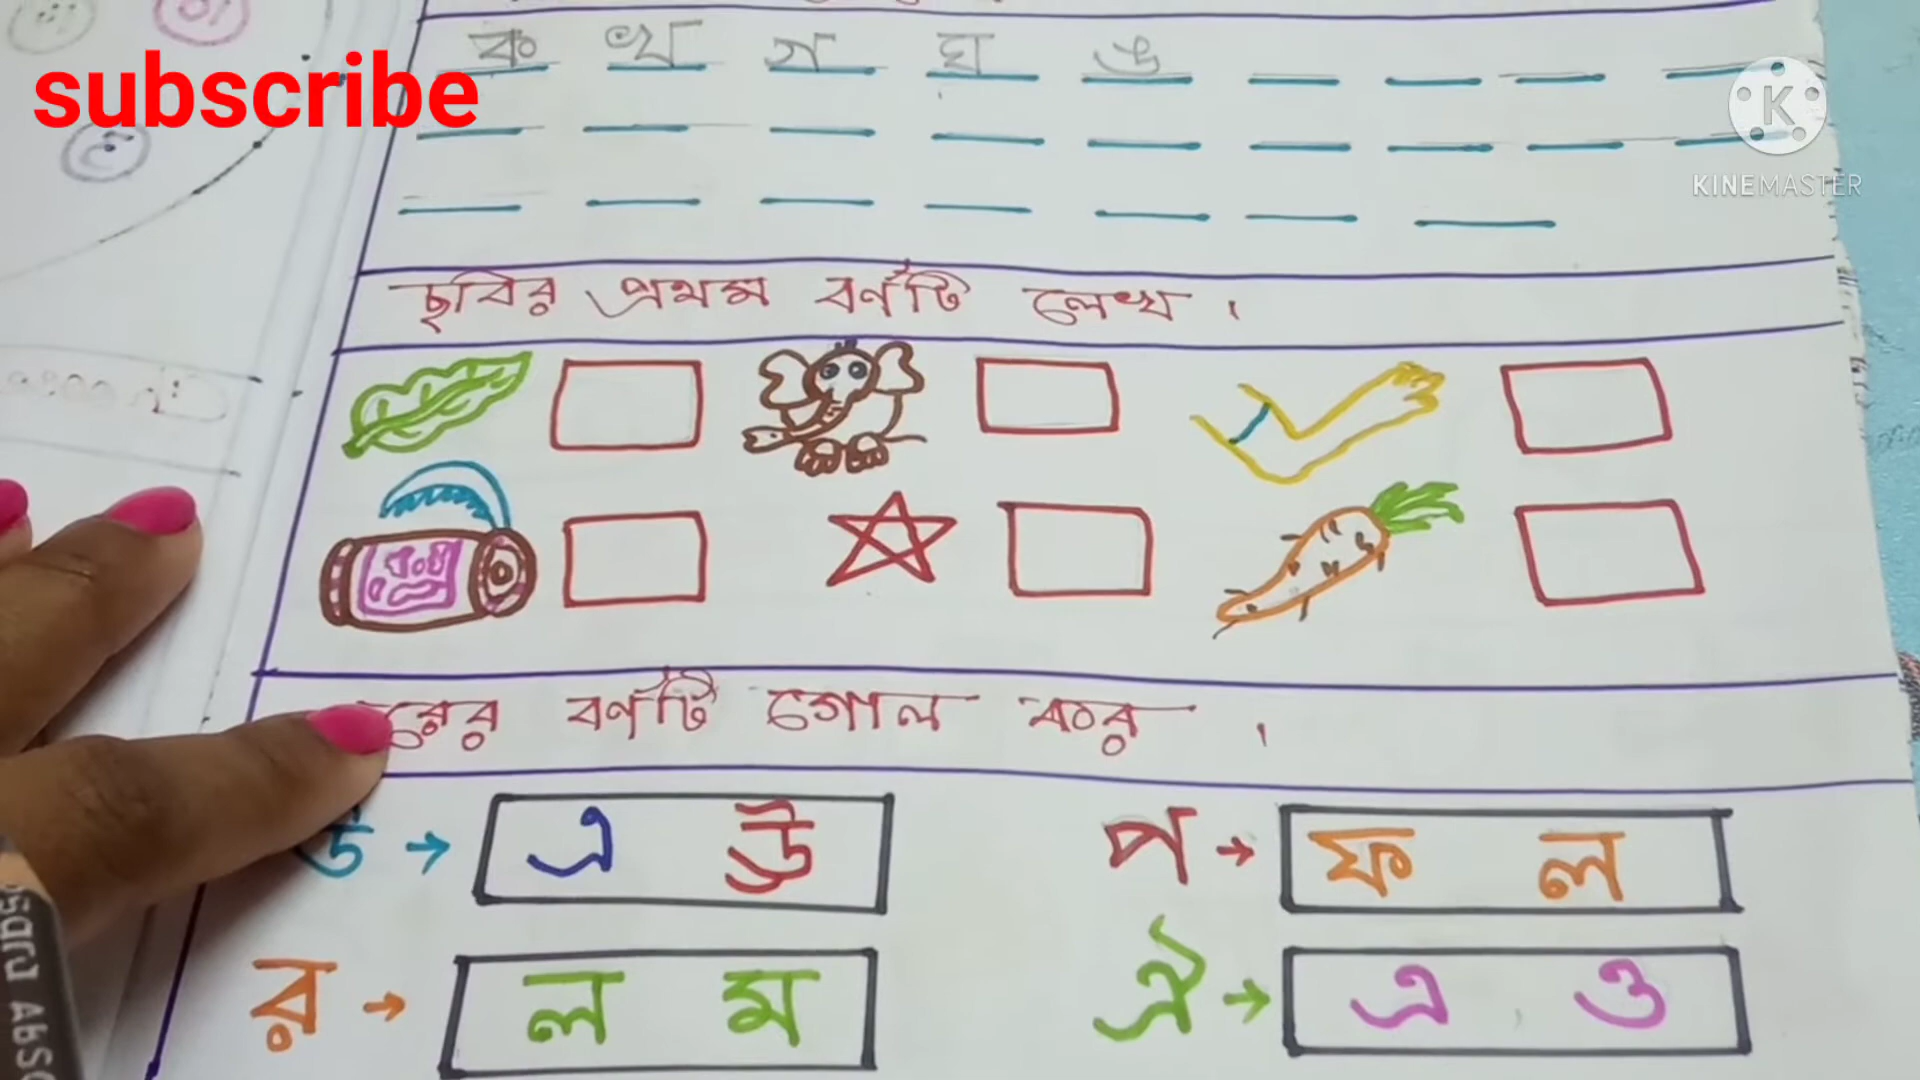 subscribe
ক খ গ ঘ ঙ
KINEMASTER
ছবির প্রথম বর্ণটি লেখ ।
বর্ণটি গোল কর ।
উ → এ ঊ
প → ফ ল
র → ল ম
ঐ → এ ও